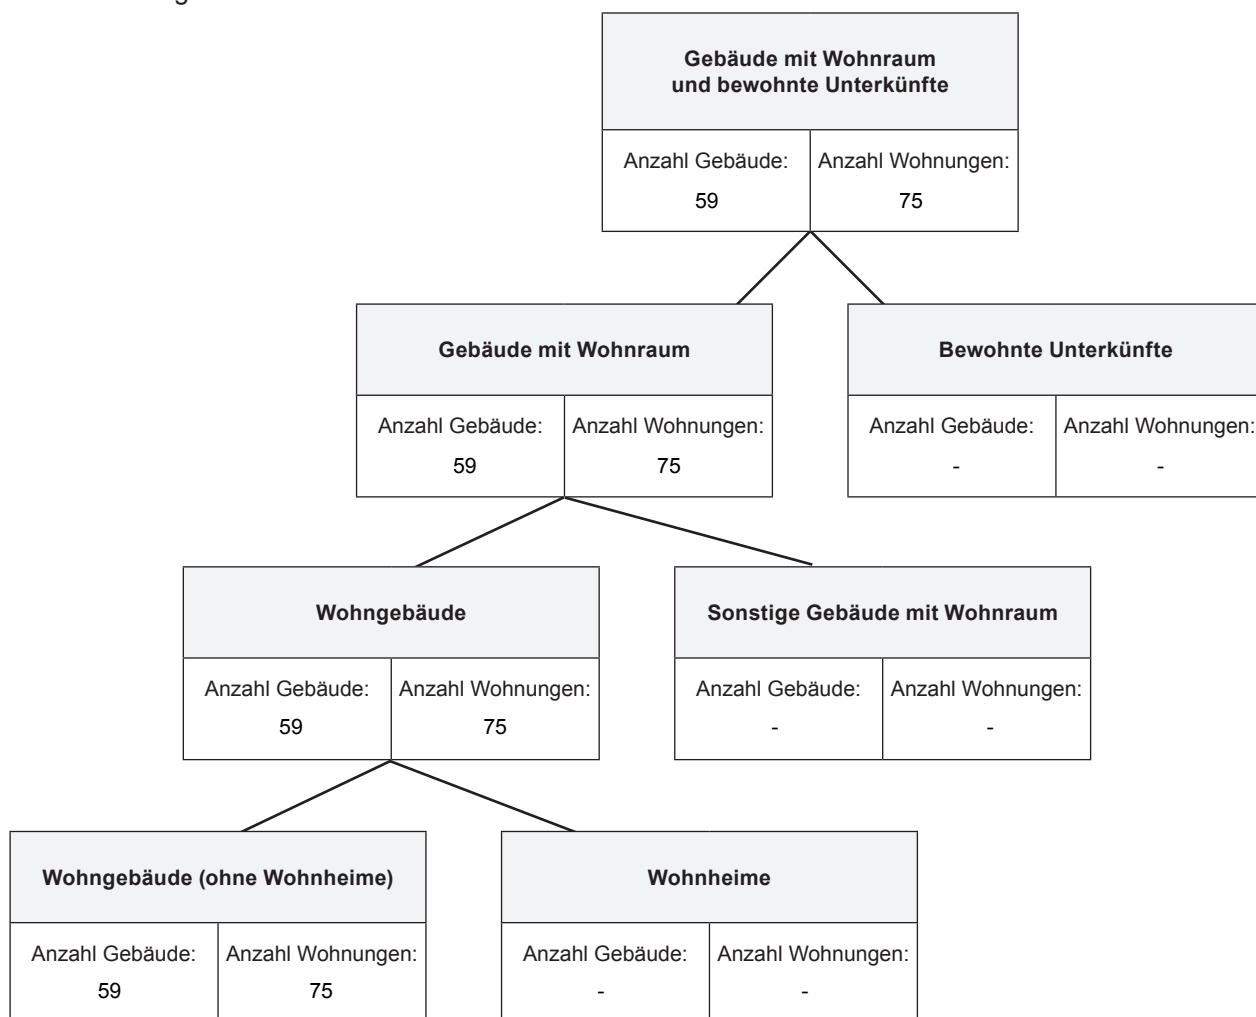 Gebäude mit Wohnraum
und bewohnte Unterkünfte
Anzahl Gebäude: Anzahl Wohnungen:
59 75
Gebäude mit Wohnraum
Anzahl Gebäude: Anzahl Wohnungen:
59 75
Bewohnte Unterkünfte
Anzahl Gebäude: Anzahl Wohnungen:
- -
Wohngebäude
Anzahl Gebäude: Anzahl Wohnungen:
59 75
Sonstige Gebäude mit Wohnraum
Anzahl Gebäude: Anzahl Wohnungen:
- -
Wohngebäude (ohne Wohnheime)
Anzahl Gebäude: Anzahl Wohnungen:
59 75
Wohnheime
Anzahl Gebäude: Anzahl Wohnungen:
- -